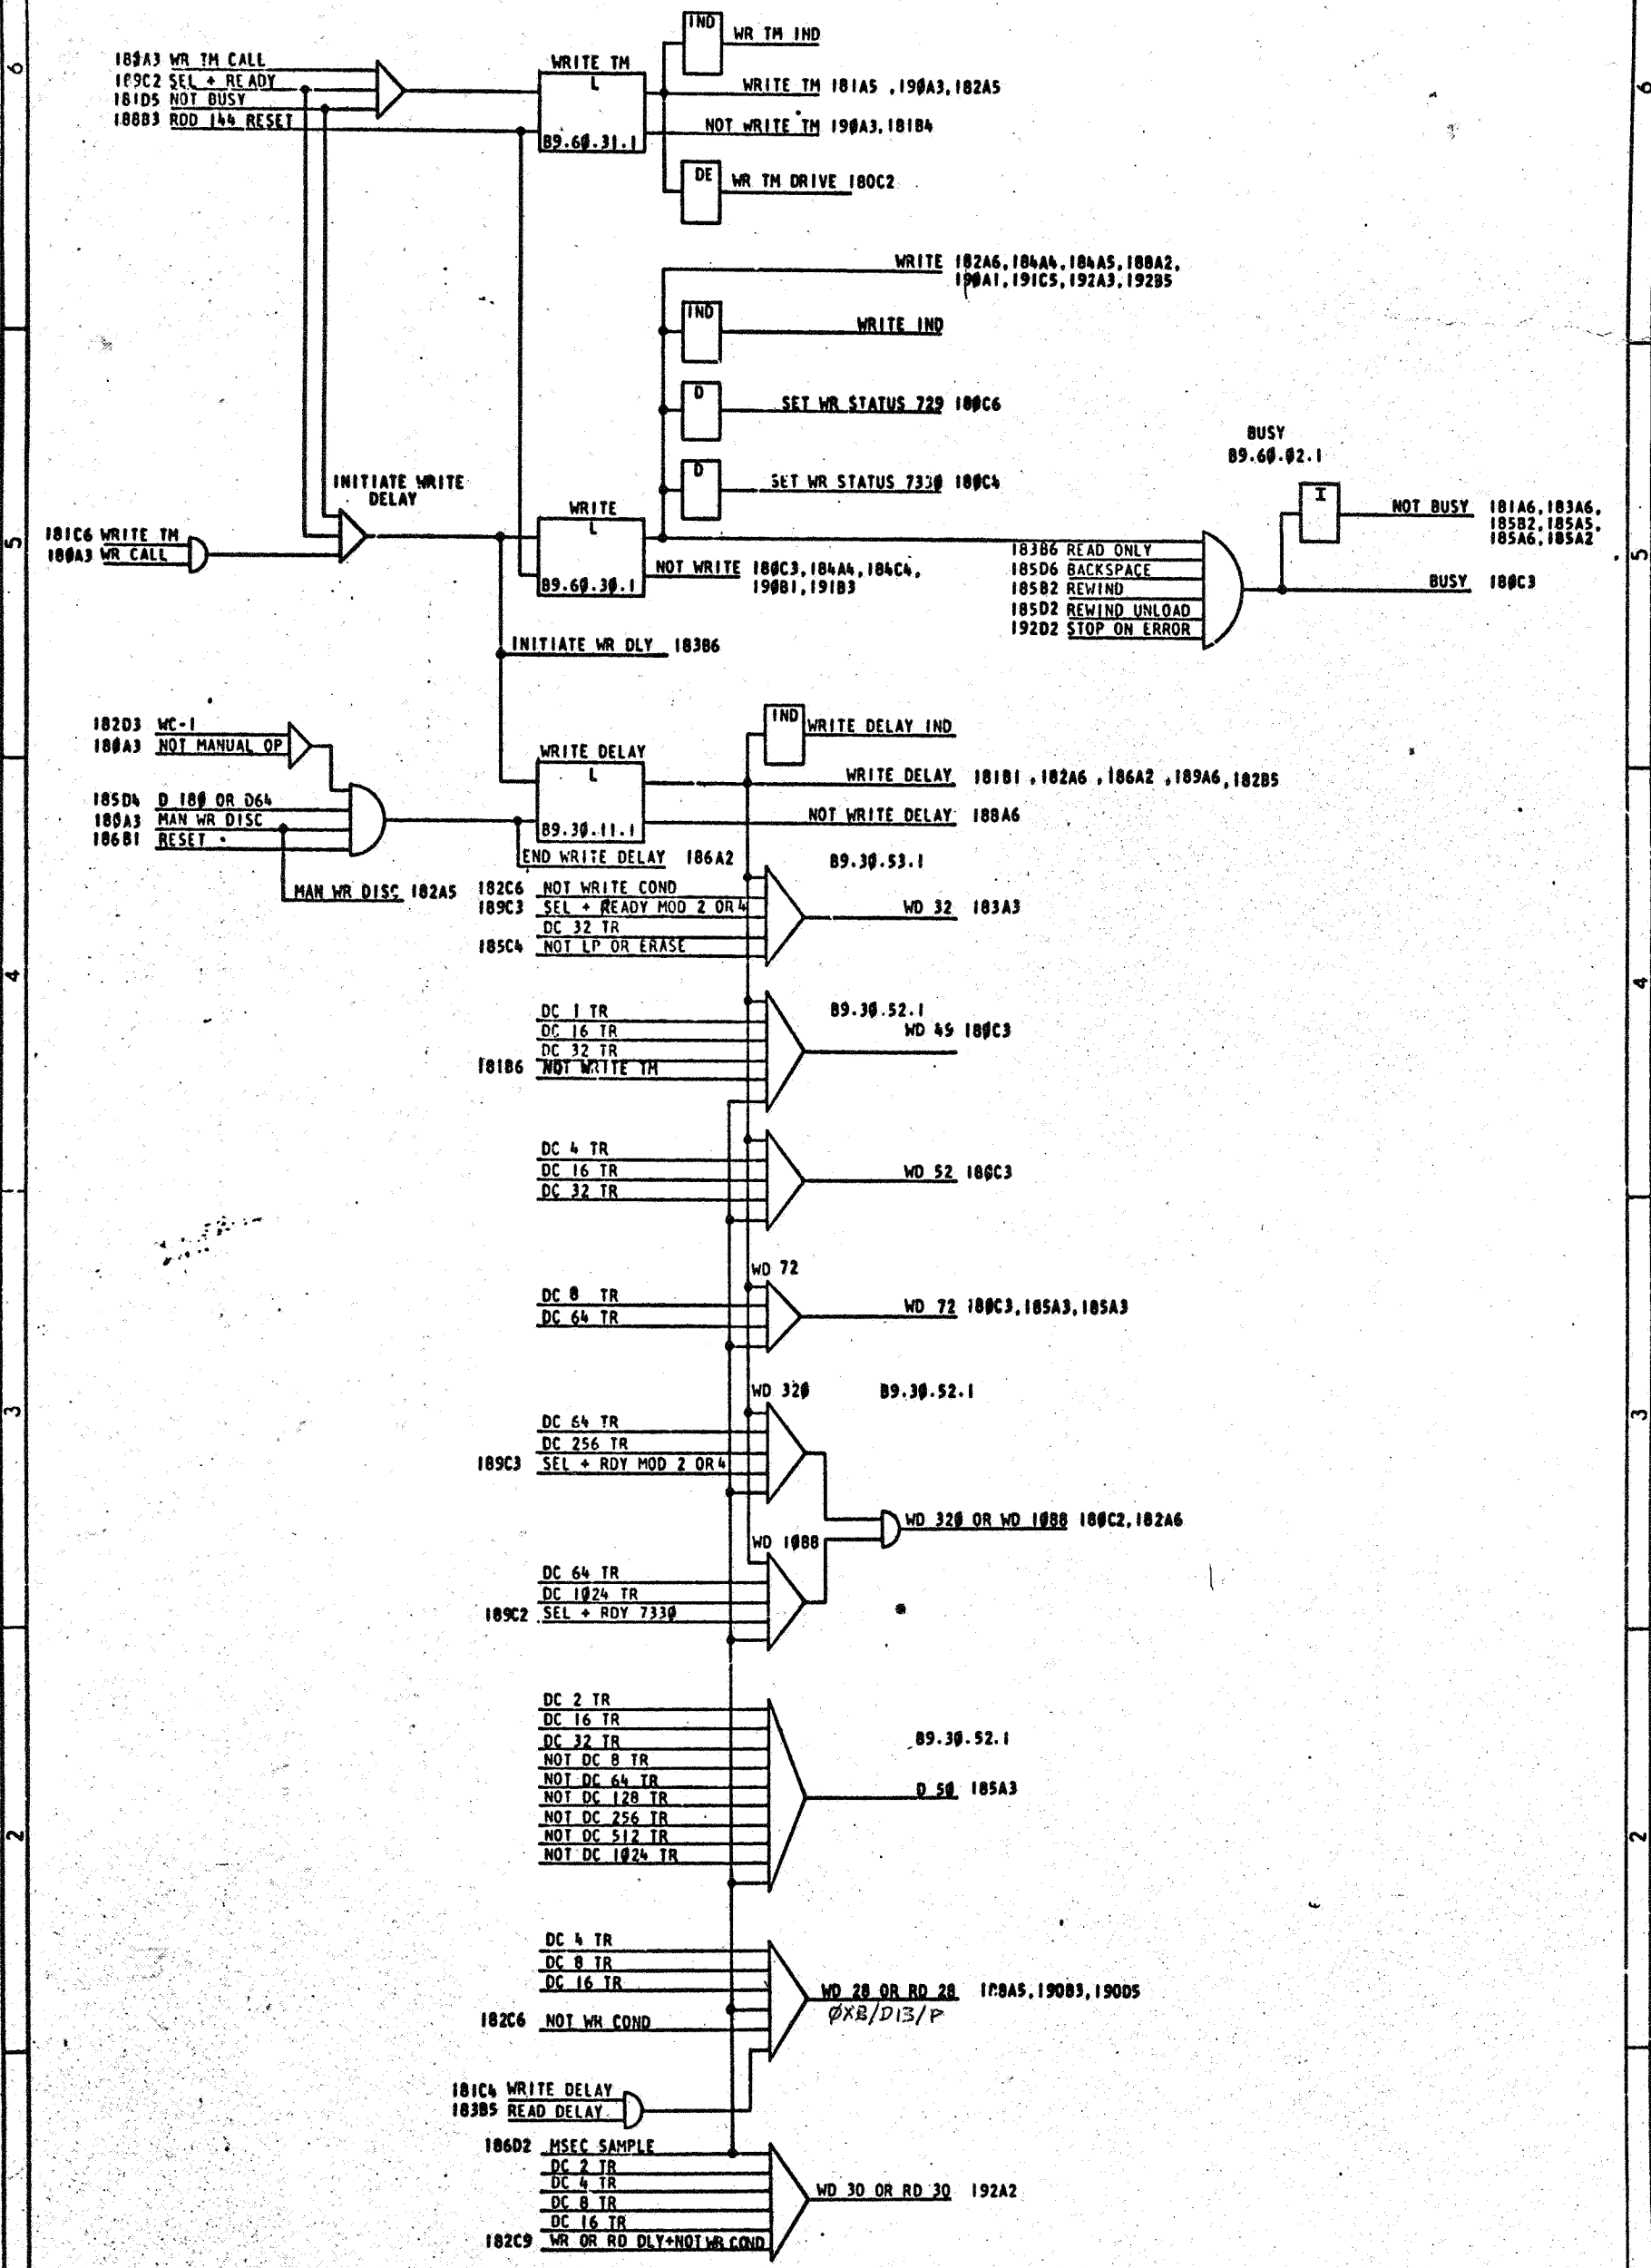 IND
WR TM IND
6
6
WRITE TM
L
B9.60.31.1
180A3 WR TM CALL
189C2 SEL + READY
181D5 NOT BUSY
188B3 RDD 144 RESET
WRITE TM 181A5 ,190A3,182A5
NOT WRITE TM 190A3,181B4
DE
WR TM DRIVE 180C2
WRITE 182A6,184A4,184A5,188A2,
190A1,191C5,192A3,192B5
IND
WRITE IND
D
SET WR STATUS 729 180C6
D
SET WR STATUS 7330 180C4
BUSY
B9.60.02.1
I
NOT BUSY 181A6,183A6,
185B2,185A5,
185A6,185A2
BUSY 180C3
INITIATE WRITE
DELAY
5
5
181C6 WRITE TM
180A3 WR CALL
WRITE
L
B9.60.30.1
NOT WRITE 180C3,184A4,184C4,
190B1,191B3
183B6 READ ONLY
185D6 BACKSPACE
185B2 REWIND
185D2 REWIND UNLOAD
192D2 STOP ON ERROR
INITIATE WR DLY 183B6
182D3 WC-1
180A3 NOT MANUAL OP
185D4 D 180 OR D64
180A3 MAN WR DISC
186B1 RESET
MAN WR DISC 182A5
IND
WRITE DELAY IND
WRITE DELAY
L
B9.30.11.1
WRITE DELAY 181B1 ,182A6 ,186A2 ,189A6,182B5
NOT WRITE DELAY 188A6
END WRITE DELAY 186A2
B9.30.53.1
182C6 NOT WRITE COND
189C3 SEL + READY MOD 2 OR 4
DC 32 TR
185C4 NOT LP OR ERASE
WD 32 183A3
4
4
B9.30.52.1
DC 1 TR
DC 16 TR
DC 32 TR
181B6 NOT WRITE TM
WD 49 180C3
DC 4 TR
DC 16 TR
DC 32 TR
WD 52 180C3
WD 72
DC 8 TR
DC 64 TR
WD 72 180C3,185A3,185A3
3
3
WD 320
B9.30.52.1
DC 64 TR
DC 256 TR
189C3 SEL + RDY MOD 2 OR4
WD 320 OR WD 1088 180C2,182A6
WD 1088
DC 64 TR
DC 1024 TR
189C2 SEL + RDY 7330
2
2
DC 2 TR
DC 16 TR
DC 32 TR
NOT DC 8 TR
NOT DC 64 TR
NOT DC 128 TR
NOT DC 256 TR
NOT DC 512 TR
NOT DC 1024 TR
B9.30.52.1
D 50 185A3
DC 4 TR
DC 8 TR
DC 16 TR
182C6 NOT WR COND
WD 28 OR RD 28 188A5,190B3,190D5
ØXB/D13/P
181C4 WRITE DELAY
183B5 READ DELAY
186D2 MSEC SAMPLE
DC 2 TR
DC 4 TR
DC 8 TR
DC 16 TR
182C9 WR OR RD DLY+NOT WR COND
WD 30 OR RD 30 192A2